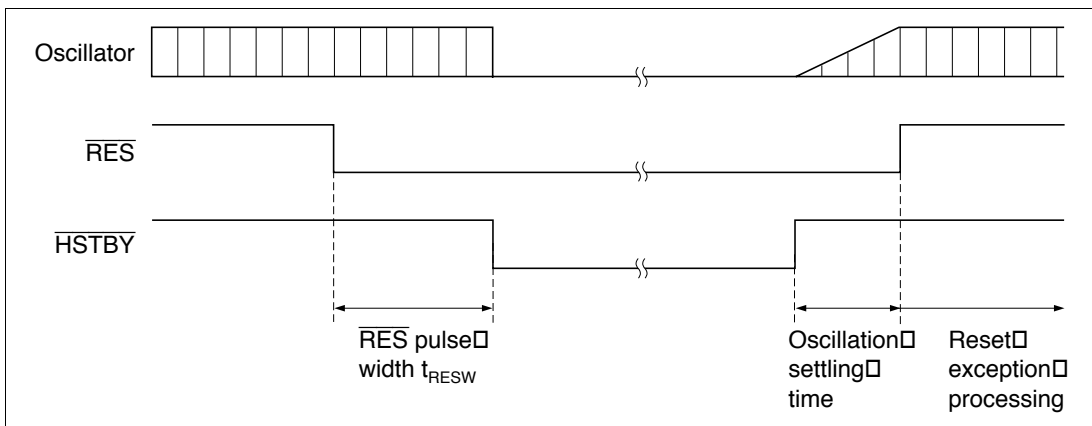 Oscillator
RES
HSTBY
RES pulse□
width tRESW
Oscillation□
settling□
time
Reset□
exception□
processing